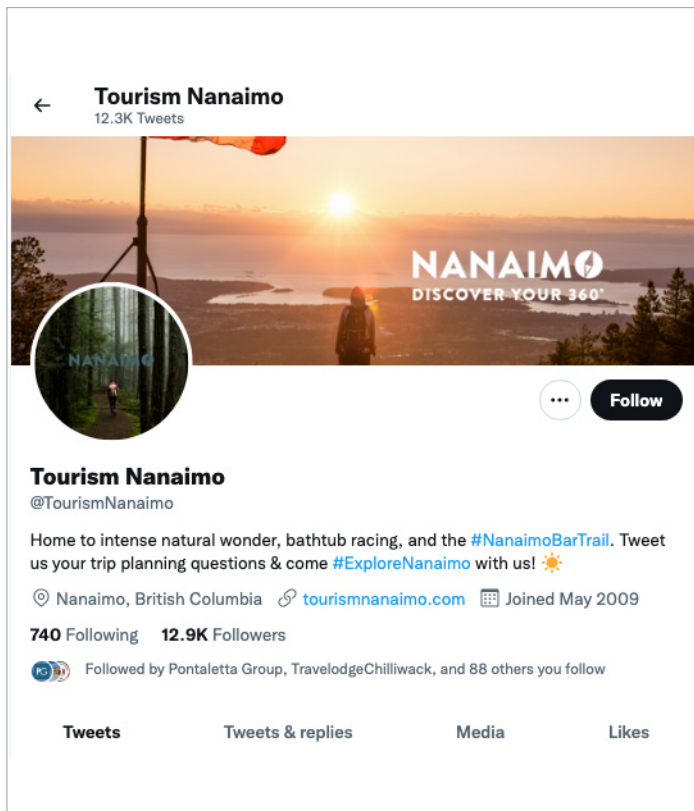 Tourism Nanaimo
12.3K Tweets
NANAIMO
DISCOVER YOUR 360°
NANAIMO
Follow
Tourism Nanaimo
@TourismNanaimo
Home to intense natural wonder, bathtub racing, and the #NanaimoBarTrail. Tweet
us your trip planning questions & come #ExploreNanaimo with us!
Nanaimo, British Columbia tourismnanaimo.com Joined May 2009
740 Following 12.9K Followers
PG Followed by Pontaletta Group, TravelodgeChilliwack, and 88 others you follow
Tweets Tweets & replies Media Likes